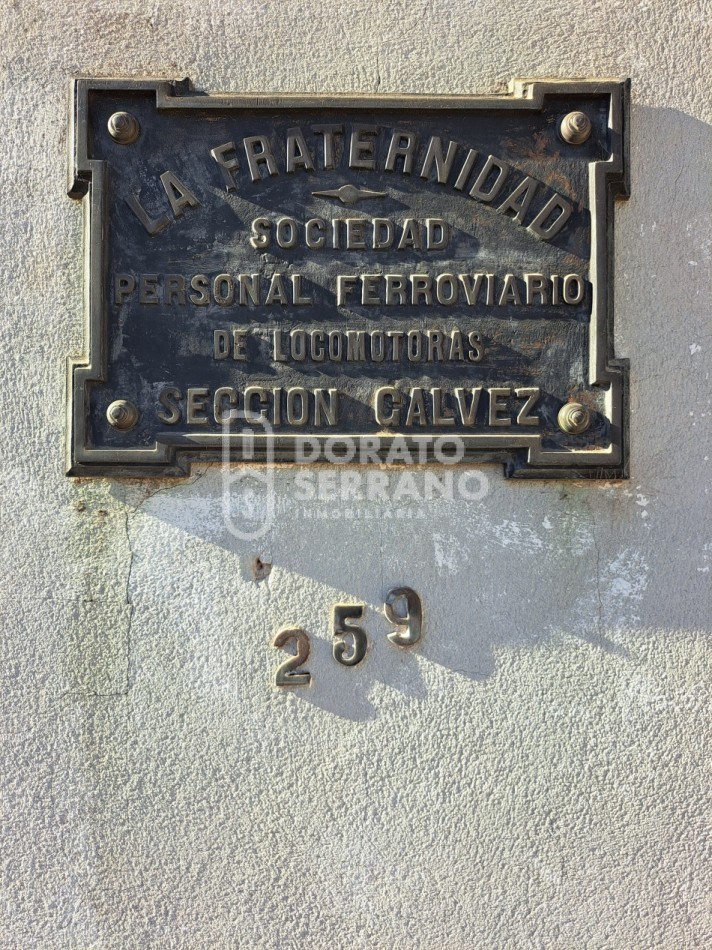 LA FRATERNIDAD
SOCIEDAD
PERSONAL FERROVIARIO
DE LOCOMOTORAS
SECCION GALVEZ
DORATO
SERRANO
INMOBILIARIA
259